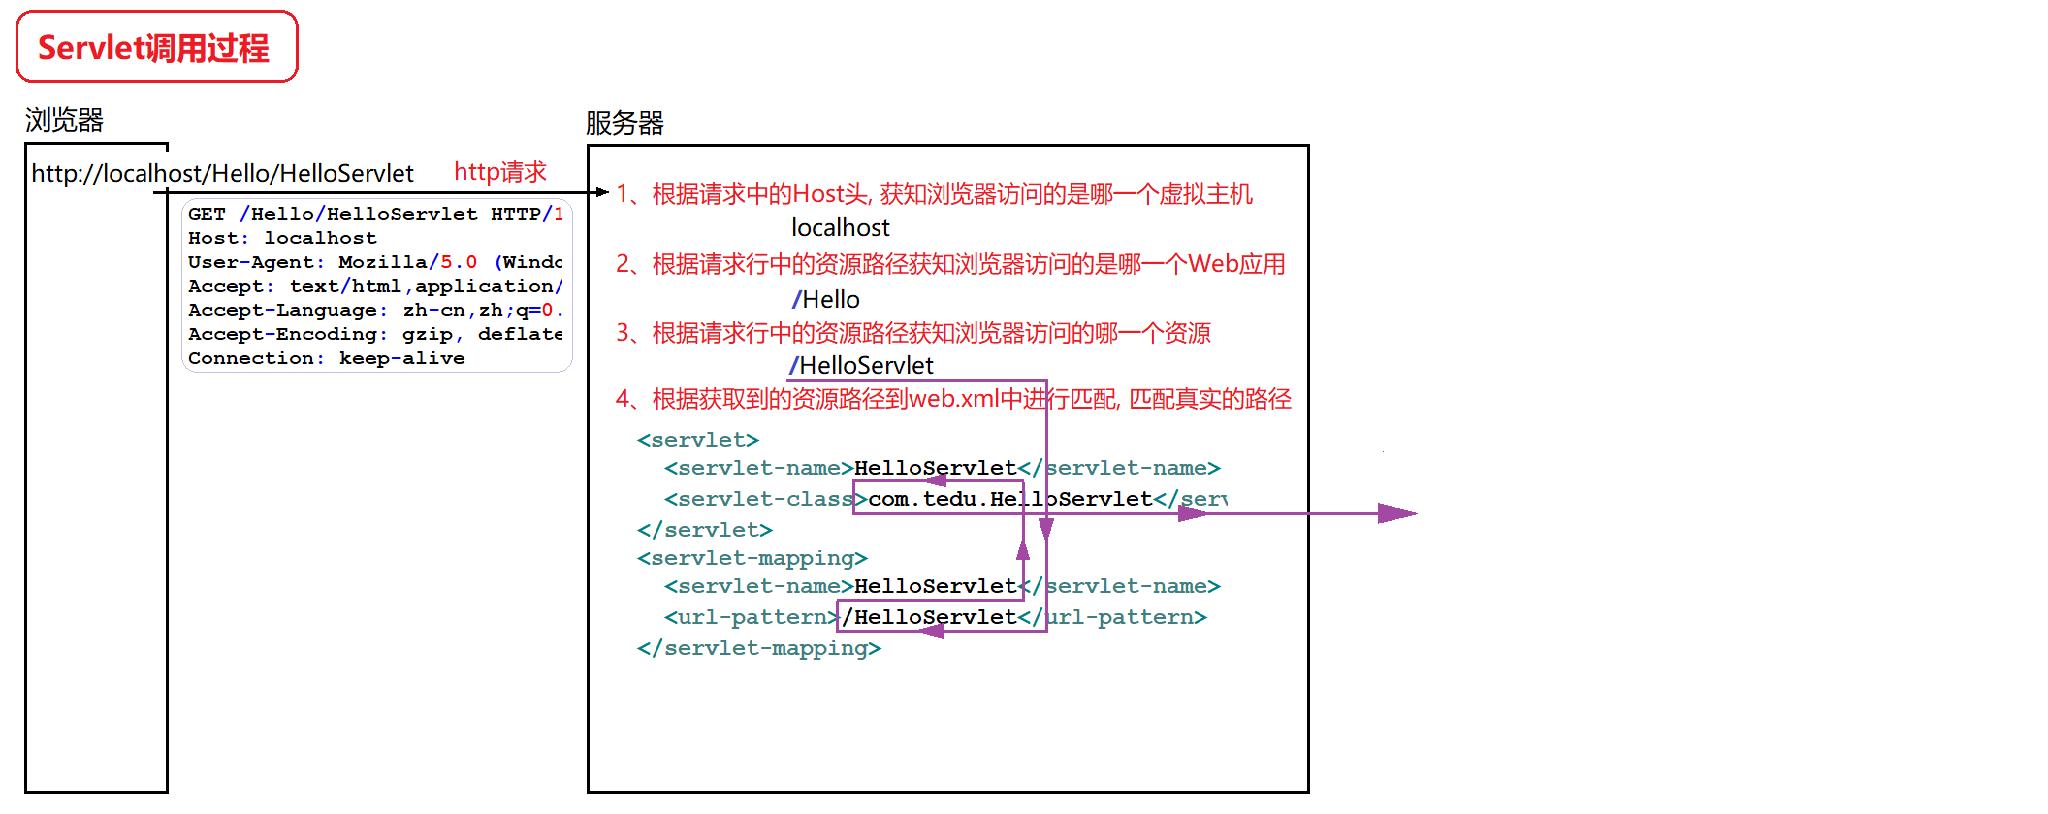 Servlet调用过程
浏览器
服务器
http://localhost/Hello/HelloServlet
http请求
GET /Hello/HelloServlet HTTP/1
Host: localhost
User-Agent: Mozilla/5.0 (Windo
Accept: text/html,application/
Accept-Language: zh-cn,zh;q=0.
Accept-Encoding: gzip, deflate
Connection: keep-alive
1、根据请求中的Host头, 获知浏览器访问的是哪一个虚拟主机
localhost
2、根据请求行中的资源路径获知浏览器访问的是哪一个Web应用
/Hello
3、根据请求行中的资源路径获知浏览器访问的哪一个资源
/HelloServlet
4、根据获取到的资源路径到web.xml中进行匹配, 匹配真实的路径
<servlet>
<servlet-name>HelloServlet</servlet-name>
<servlet-class>com.tedu.HelloServlet</serv
</servlet>
<servlet-mapping>
<servlet-name>HelloServlet</servlet-name>
<url-pattern>/HelloServlet</url-pattern>
</servlet-mapping>